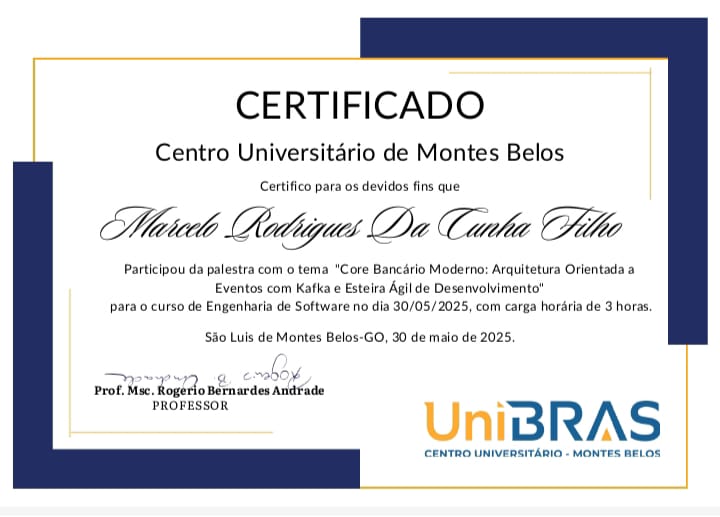 CERTIFICADO
Centro Universitário de Montes Belos
Certifico para os devidos fins que
Marcelo Rodrigues Da Cunha Filho
Participou da palestra com o tema "Core Bancário Moderno: Arquitetura Orientada a
Eventos com Kafka e Esteira Ágil de Desenvolvimento"
para o curso de Engenharia de Software no dia 30/05/2025, com carga horária de 3 horas.
São Luis de Montes Belos-GO, 30 de maio de 2025.
Prof. Msc. Rogério Bernardes Andrade
PROFESSOR
UniBRAS
CENTRO UNIVERSITÁRIO - MONTES BELOS